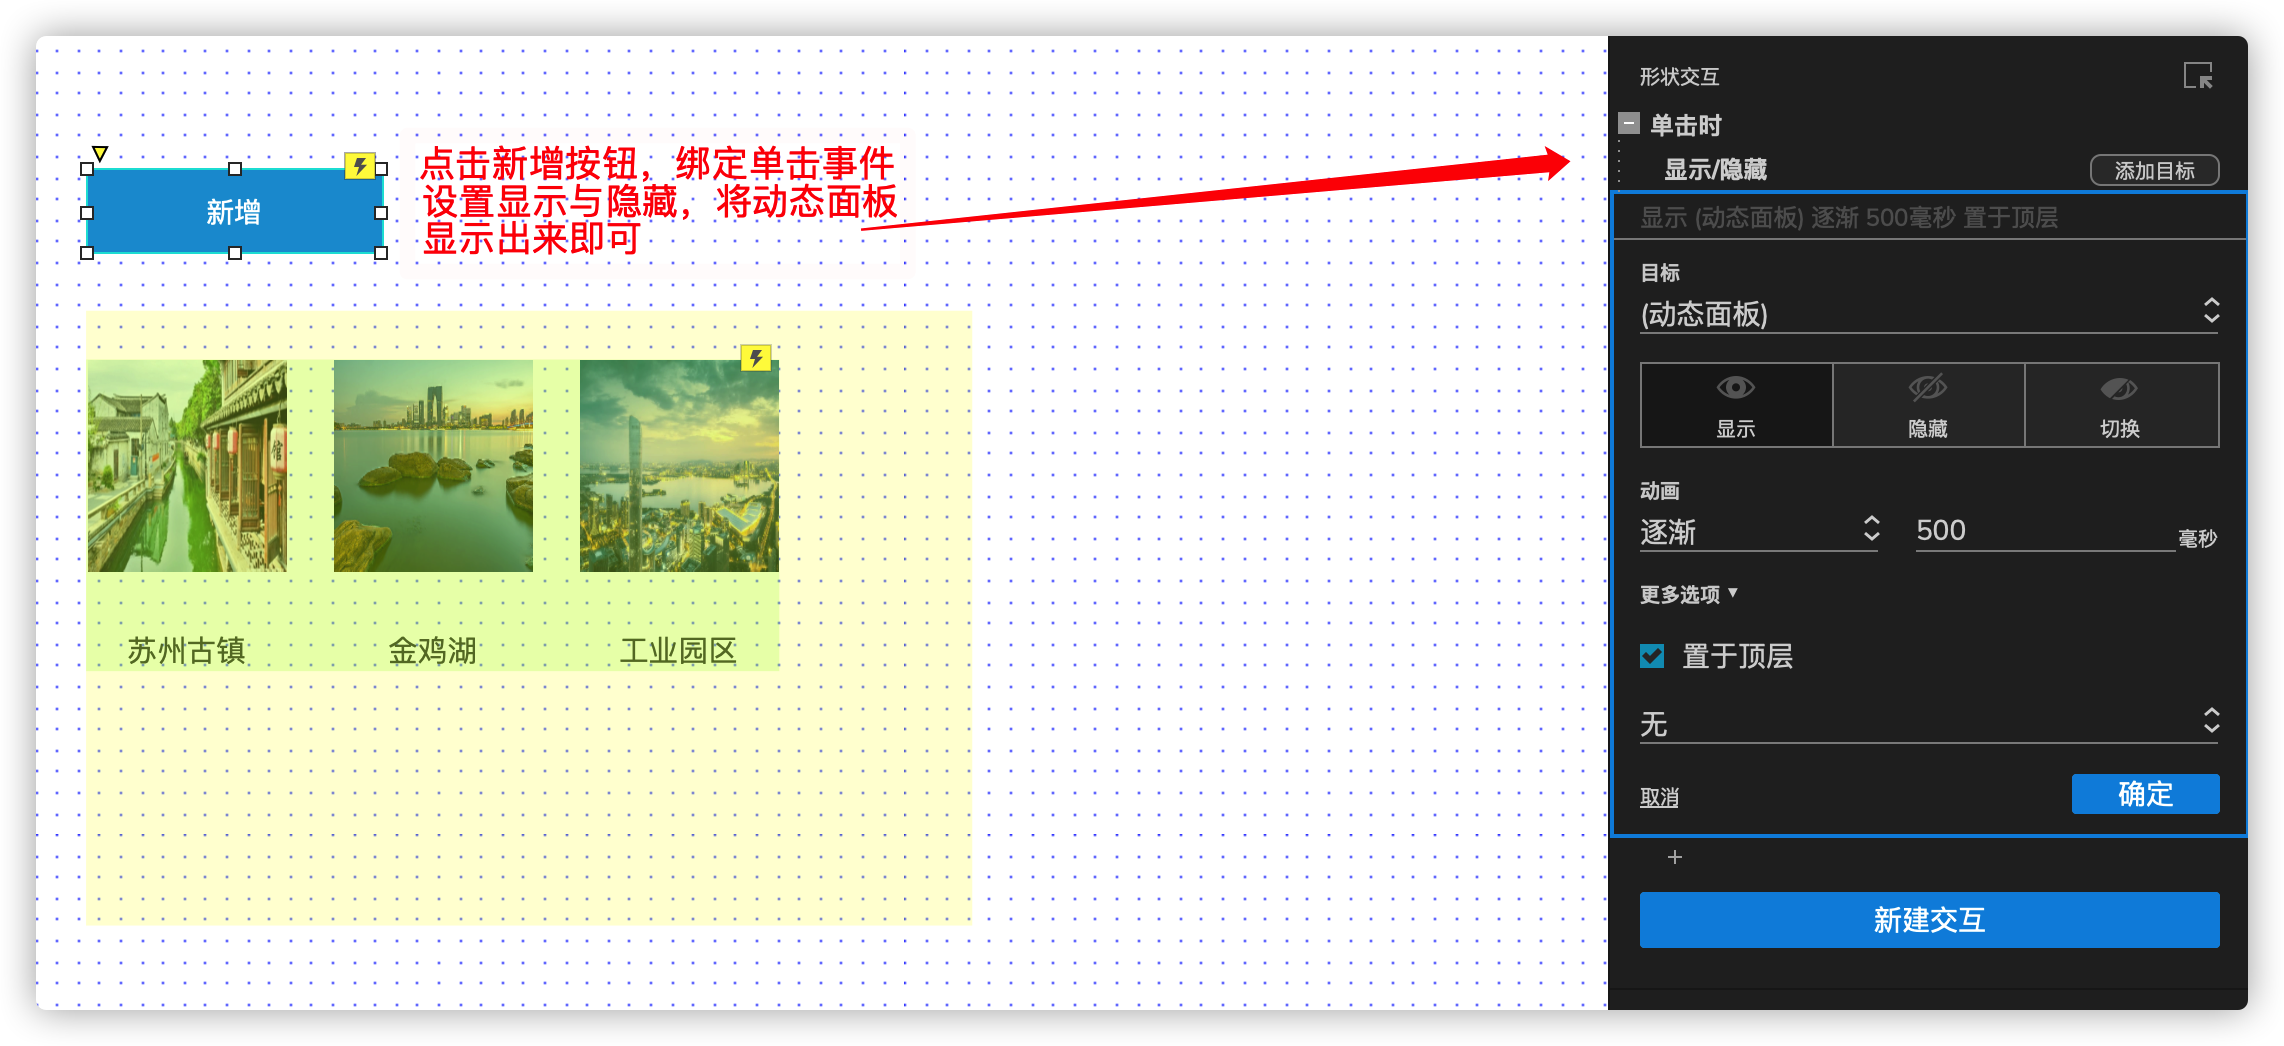 新增
点击新增按钮，绑定单击事件
设置显示与隐藏，将动态面板
显示出来即可
馆
苏州古镇
金鸡湖
工业园区
形状交互
单击时
显示/隐藏
添加目标
显示 (动态面板) 逐渐 500毫秒 置于顶层
目标
(动态面板)
显示
隐藏
切换
动画
逐渐
500
毫秒
更多选项 ▼
置于顶层
无
取消
确定
+
新建交互